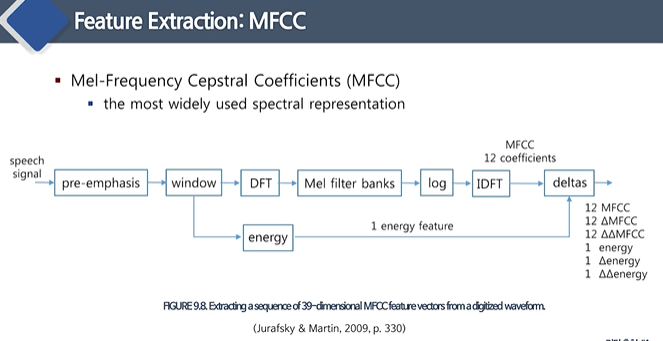 Feature Extraction: MFCC
▪ Mel-Frequency Cepstral Coefficients (MFCC)
▪ the most widely used spectral representation
MFCC
12 coefficients
speech
signal
pre-emphasis
window
DFT
Mel filter banks
log
IDFT
deltas
energy
1 energy feature
12 MFCC
12 ΔMFCC
12 ΔΔMFCC
1 energy
1 Δenergy
1 ΔΔenergy
FIGURE 9.8. Extracting a sequence of 39-dimensional MFCC feature vectors from a digitized waveform.
(Jurafsky & Martin, 2009, p. 330)